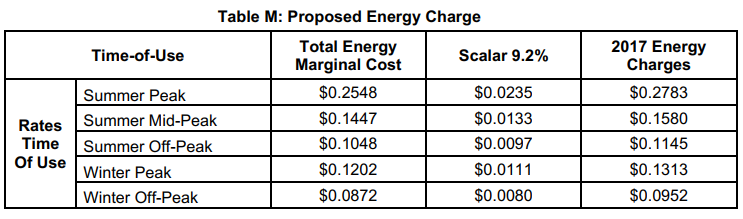 Table M: Proposed Energy Charge
Time-of-Use Total Energy Marginal Cost Scalar 9.2% 2017 Energy Charges
Rates Time Of Use
Summer Peak $0.2548 $0.0235 $0.2783
Summer Mid-Peak $0.1447 $0.0133 $0.1580
Summer Off-Peak $0.1048 $0.0097 $0.1145
Winter Peak $0.1202 $0.0111 $0.1313
Winter Off-Peak $0.0872 $0.0080 $0.0952